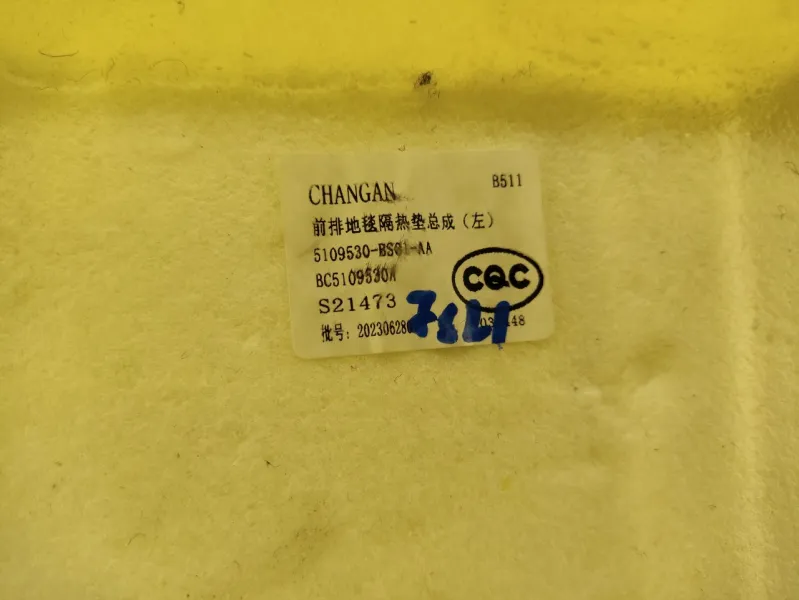 CHANGAN B511
前排地毯隔热垫总成（左）
5109530-BS01-AA
BC5109530A
CQC
S21473
批号：202306280